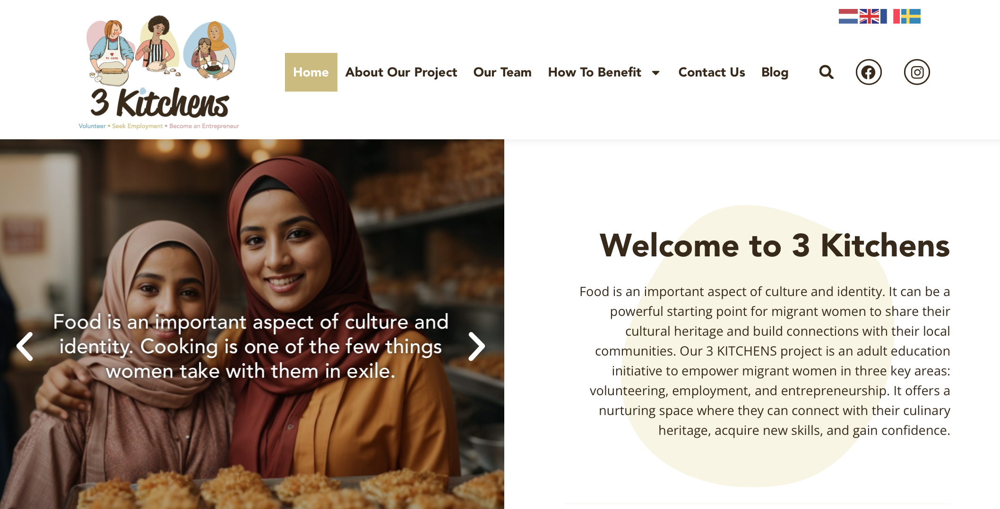 TO COOK
3 Kitchens
Volunteer • Seek Employment • Become an Entrepreneur
Home
About Our Project
Our Team
How To Benefit
Contact Us
Blog
Food is an important aspect of culture and
identity. Cooking is one of the few things
women take with them in exile.
Welcome to 3 Kitchens
Food is an important aspect of culture and identity. It can be a
powerful starting point for migrant women to share their
cultural heritage and build connections with their local
communities. Our 3 KITCHENS project is an adult education
initiative to empower migrant women in three key areas:
volunteering, employment, and entrepreneurship. It offers a
nurturing space where they can connect with their culinary
heritage, acquire new skills, and gain confidence.